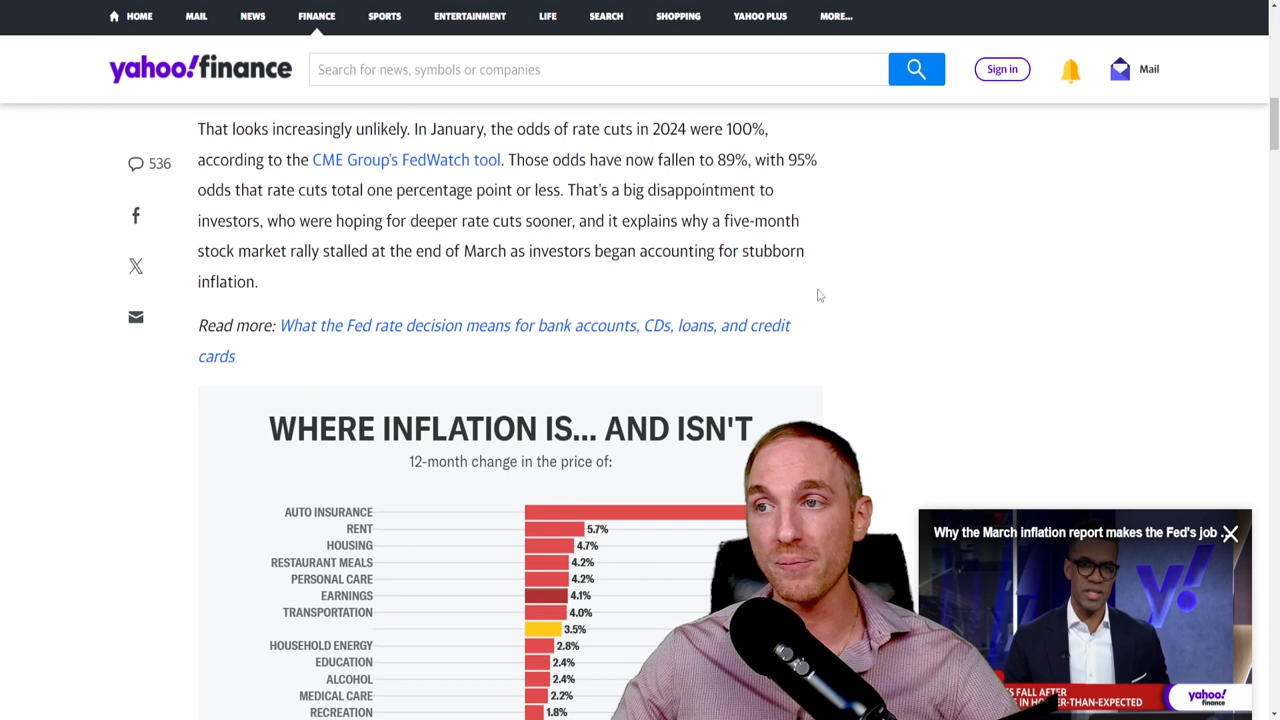 HOME MAIL NEWS FINANCE SPORTS ENTERTAINMENT LIFE SEARCH SHOPPING YAHOO PLUS MORE...
yahoo!finance
Search for news, symbols or companies
Sign in
Mail
That looks increasingly unlikely. In January, the odds of rate cuts in 2024 were 100%,
according to the CME Group's FedWatch tool. Those odds have now fallen to 89%, with 95%
odds that rate cuts total one percentage point or less. That's a big disappointment to
investors, who were hoping for deeper rate cuts sooner, and it explains why a five-month
stock market rally stalled at the end of March as investors began accounting for stubborn
inflation.
536
Read more: What the Fed rate decision means for bank accounts, CDs, loans, and credit
cards
WHERE INFLATION IS... AND ISN'T
12-month change in the price of:
AUTO INSURANCE
RENT 5.7%
HOUSING 4.7%
RESTAURANT MEALS 4.2%
PERSONAL CARE 4.2%
EARNINGS 4.1%
TRANSPORTATION 4.0%
3.5%
HOUSEHOLD ENERGY 2.8%
EDUCATION 2.4%
ALCOHOL 2.4%
MEDICAL CARE 2.2%
RECREATION 1.8%
Why the March inflation report makes the Fed's job ...
y!
S FALL AFTER
IN HOTTER-THAN-EXPECTED
yahoo!
finance